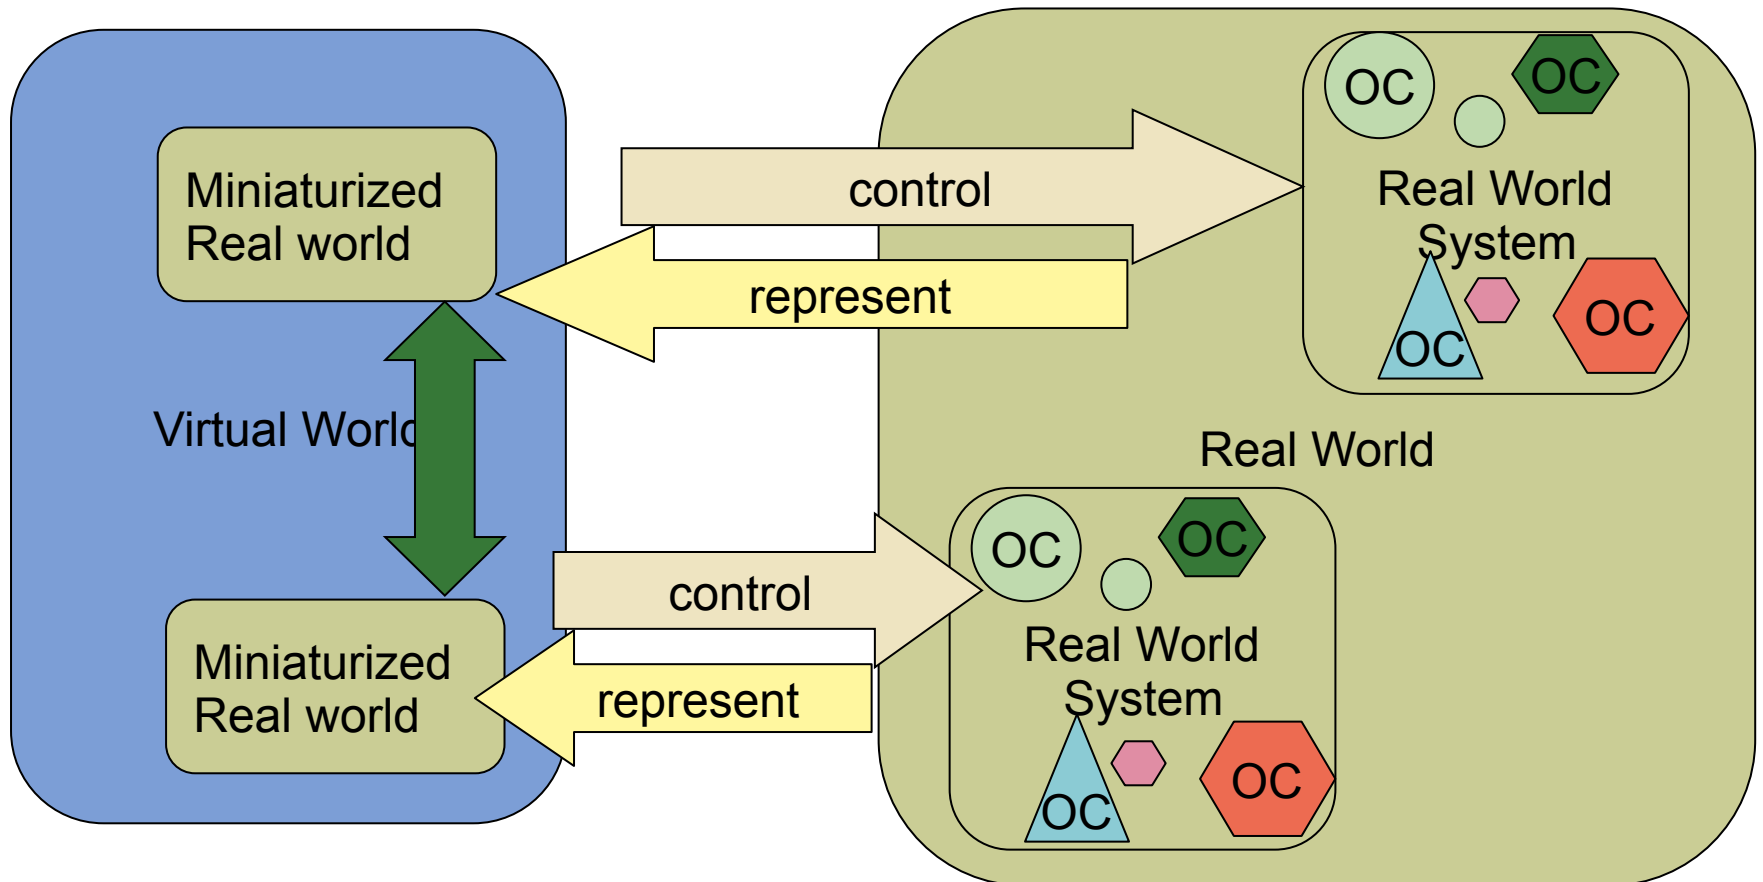 Miniaturized
Real world
Virtual World
Miniaturized
Real world
control
represent
control
represent
OC
OC
Real World
System
OC
OC
Real World
OC
OC
Real World
System
OC
OC